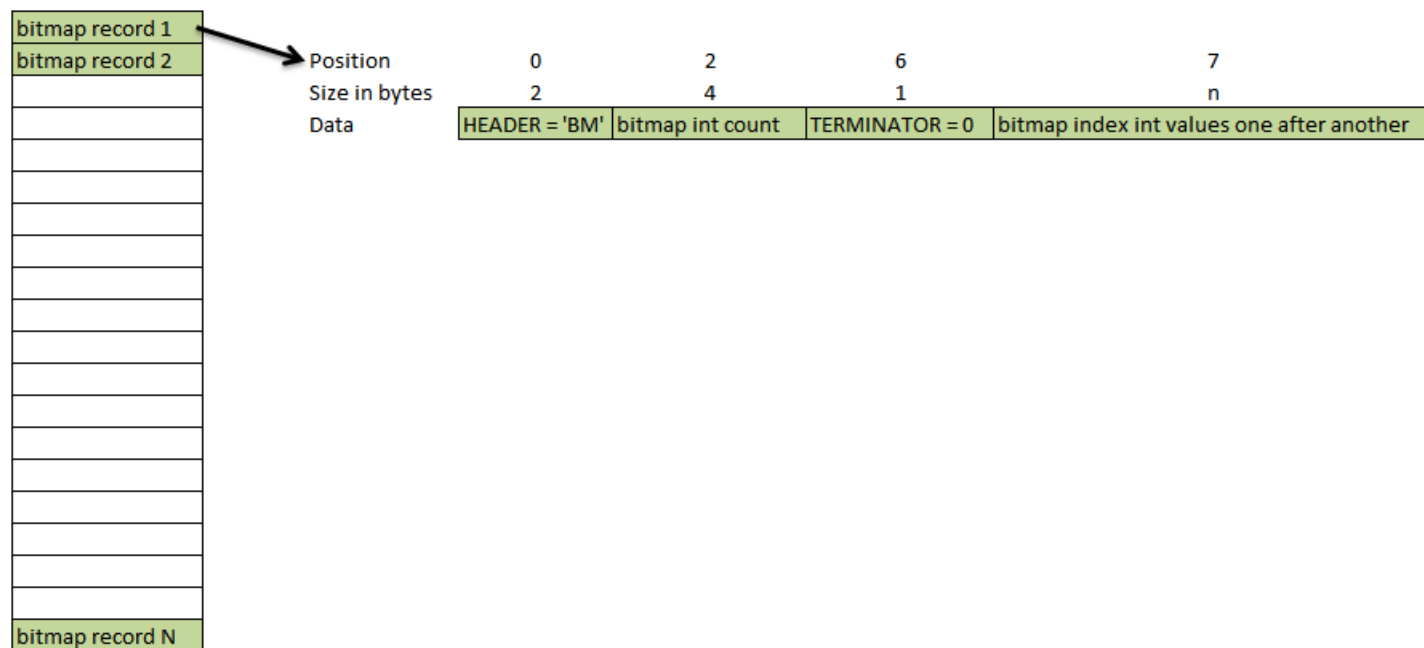 bitmap record 1
bitmap record 2
Position 0 2 6 7
Size in bytes 2 4 1 n
Data HEADER = 'BM' bitmap int count TERMINATOR = 0 bitmap index int values one after another
bitmap record N